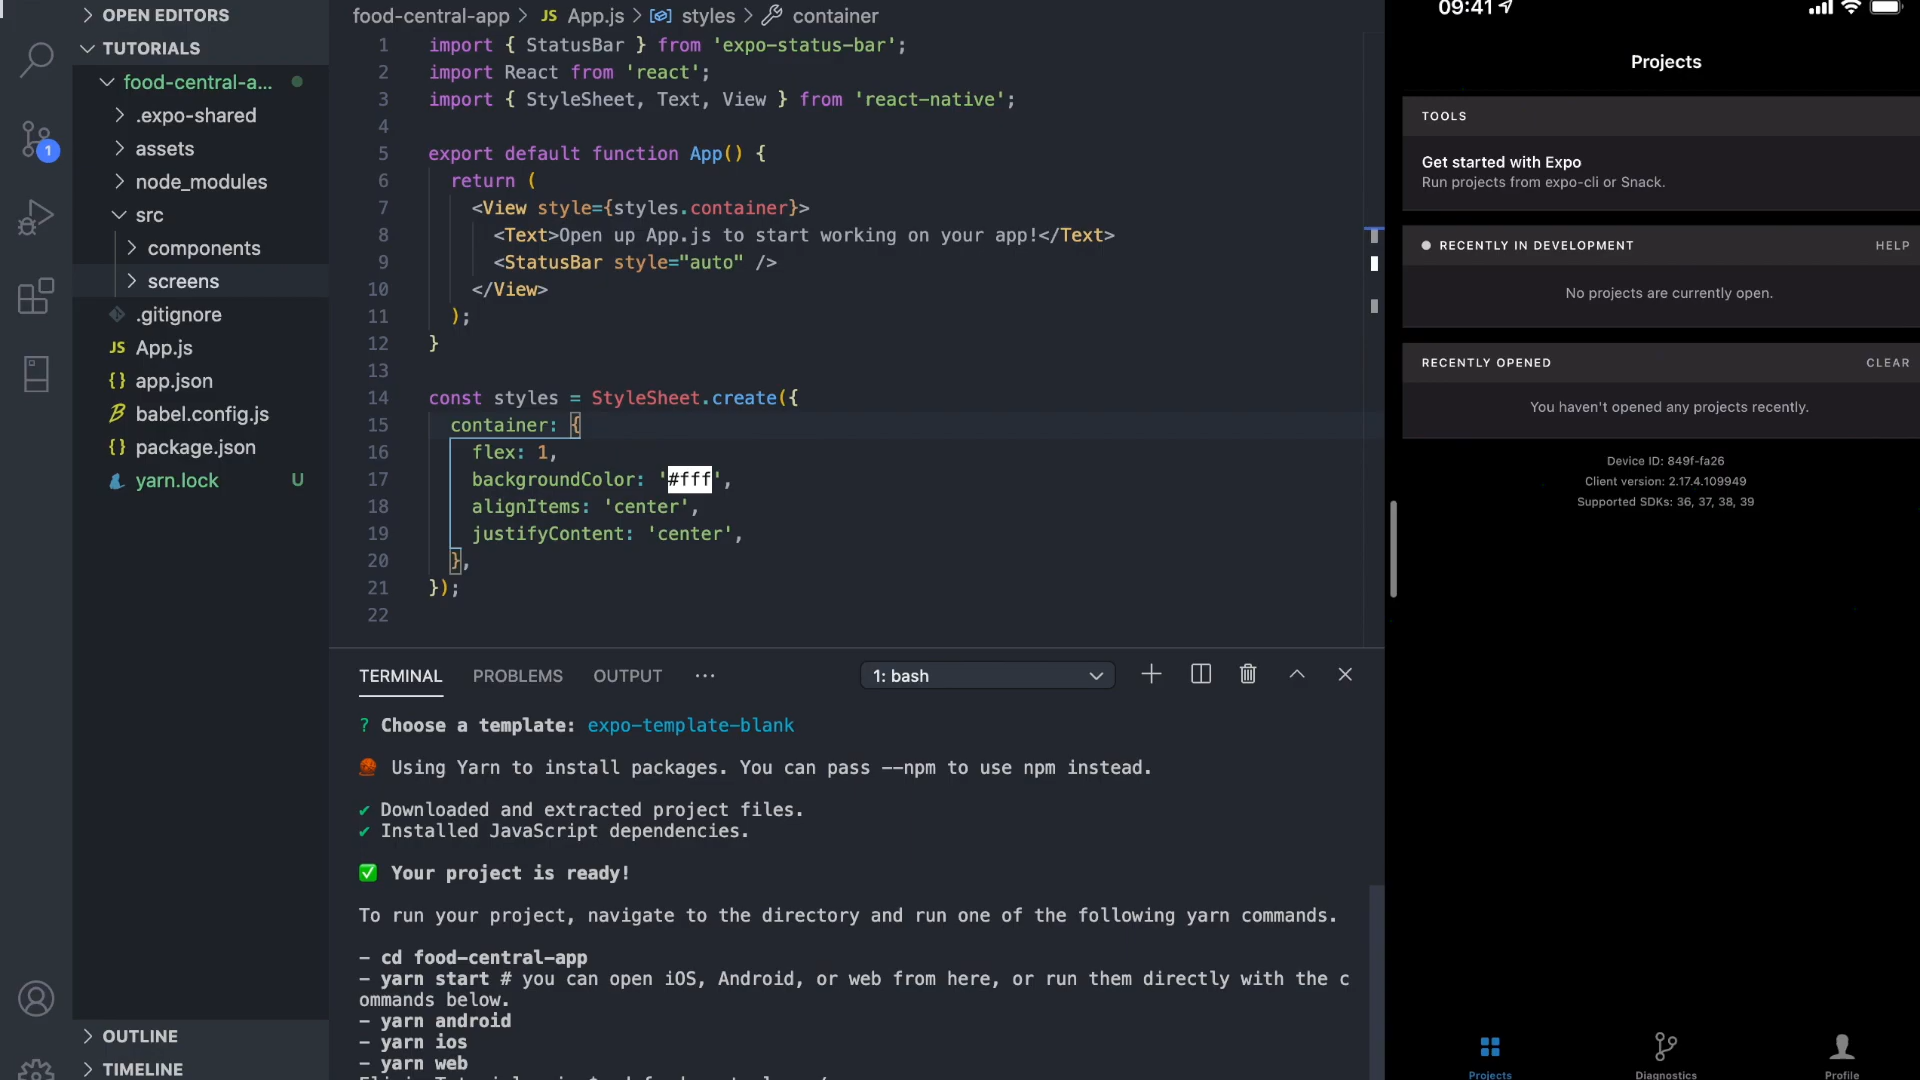 OPEN EDITORS
TUTORIALS
food-central-a...
.expo-shared
assets
node_modules
src
components
screens
.gitignore
JS App.js
{} app.json
babel.config.js
{} package.json
yarn.lock U
OUTLINE
TIMELINE
1
food-central-app > JS App.js > styles > container
1 import { StatusBar } from 'expo-status-bar';
2 import React from 'react';
3 import { StyleSheet, Text, View } from 'react-native';
4
5 export default function App() {
6 return (
7 <View style={styles.container}>
8 <Text>Open up App.js to start working on your app!</Text>
9 <StatusBar style="auto" />
10 </View>
11 );
12 }
13
14 const styles = StyleSheet.create({
15 container: {
16 flex: 1,
17 backgroundColor: '#fff',
18 alignItems: 'center',
19 justifyContent: 'center',
20 },
21 });
22
TERMINAL PROBLEMS OUTPUT ··· 1: bash
? Choose a template: expo-template-blank
Using Yarn to install packages. You can pass --npm to use npm instead.
✔ Downloaded and extracted project files.
✔ Installed JavaScript dependencies.
✅ Your project is ready!
To run your project, navigate to the directory and run one of the following yarn commands.
- cd food-central-app
- yarn start # you can open iOS, Android, or web from here, or run them directly with the c
ommands below.
- yarn android
- yarn ios
- yarn web
09:41
Projects
TOOLS
Get started with Expo
Run projects from expo-cli or Snack.
RECENTLY IN DEVELOPMENT HELP
No projects are currently open.
RECENTLY OPENED CLEAR
You haven't opened any projects recently.
Device ID: 849f-fa26
Client version: 2.17.4.109949
Supported SDKs: 36, 37, 38, 39
Projects Diagnostics Profile